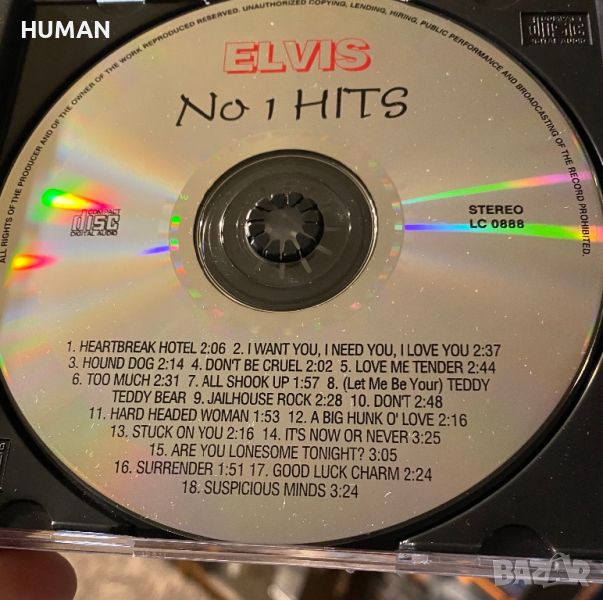 HUMAN
ALL RIGHTS OF THE PRODUCER AND OF THE OWNER OF THE WORK REPRODUCED RESERVED. UNAUTHORIZED COPYING, LENDING, HIRING, PUBLIC PERFORMANCE AND BROADCASTING OF THE RECORD PROHIBITED.
ELVIS
No 1 HITS
COMPACT
disc
DIGITAL AUDIO
STEREO
LC 0888
1. HEARTBREAK HOTEL 2:06 2. I WANT YOU, I NEED YOU, I LOVE YOU 2:37
3. HOUND DOG 2:14 4. DON'T BE CRUEL 2:02 5. LOVE ME TENDER 2:44
6. TOO MUCH 2:31 7. ALL SHOOK UP 1:57 8. (Let Me Be Your) TEDDY
TEDDY BEAR 9. JAILHOUSE ROCK 2:28 10. DON'T 2:48
11. HARD HEADED WOMAN 1:53 12. A BIG HUNK O' LOVE 2:16
13. STUCK ON YOU 2:16 14. IT'S NOW OR NEVER 3:25
15. ARE YOU LONESOME TONIGHT? 3:05
16. SURRENDER 1:51 17. GOOD LUCK CHARM 2:24
18. SUSPICIOUS MINDS 3:24
BAZAR